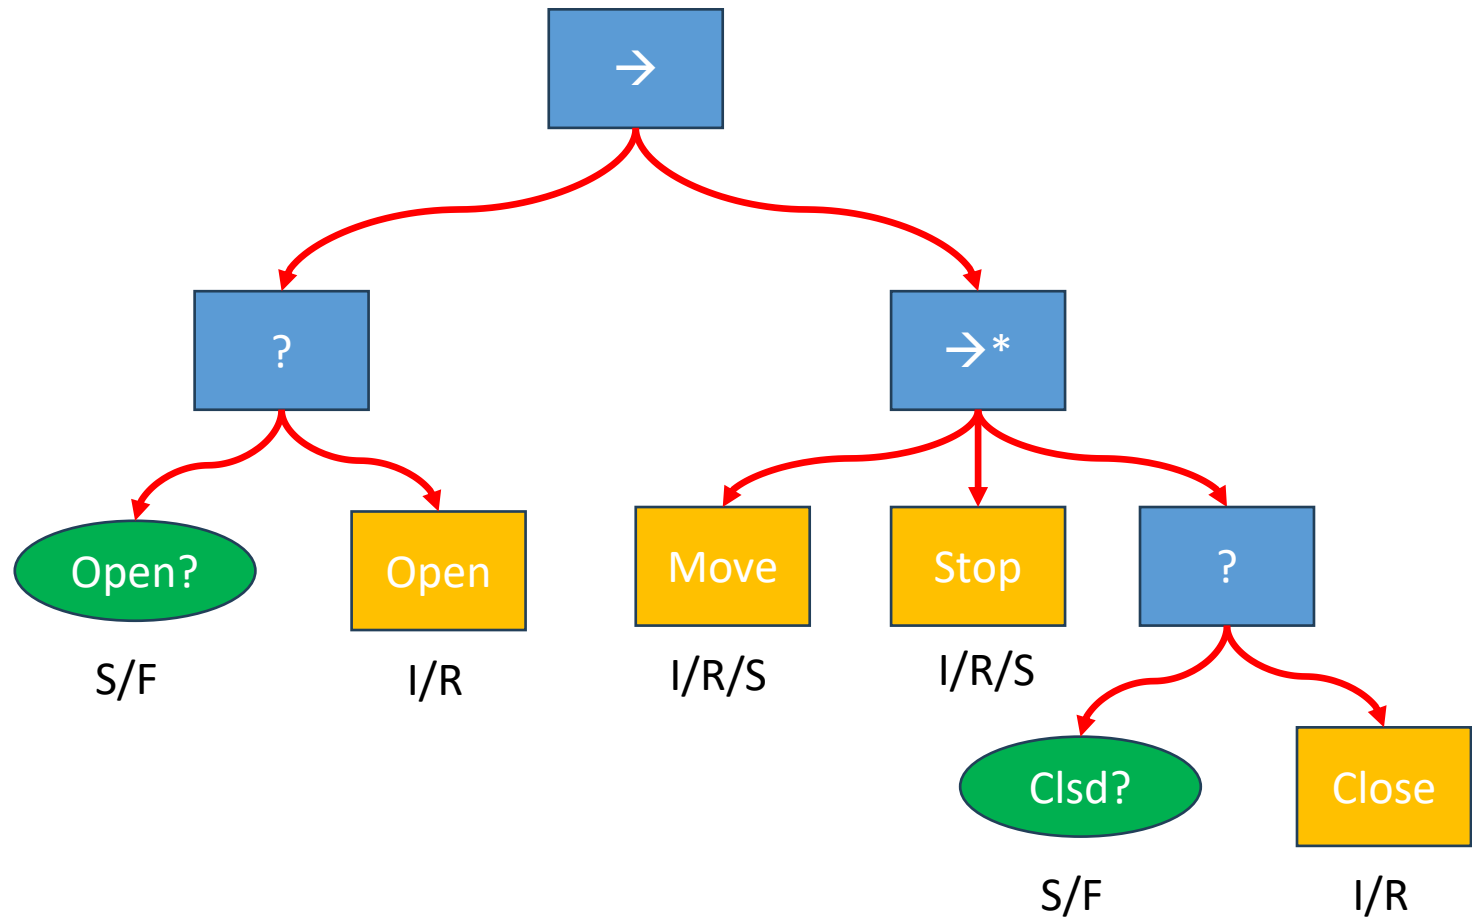 →
?
→*
Open?
Open
Move
Stop
?
S/F
I/R
I/R/S
I/R/S
Clsd?
Close
S/F
I/R